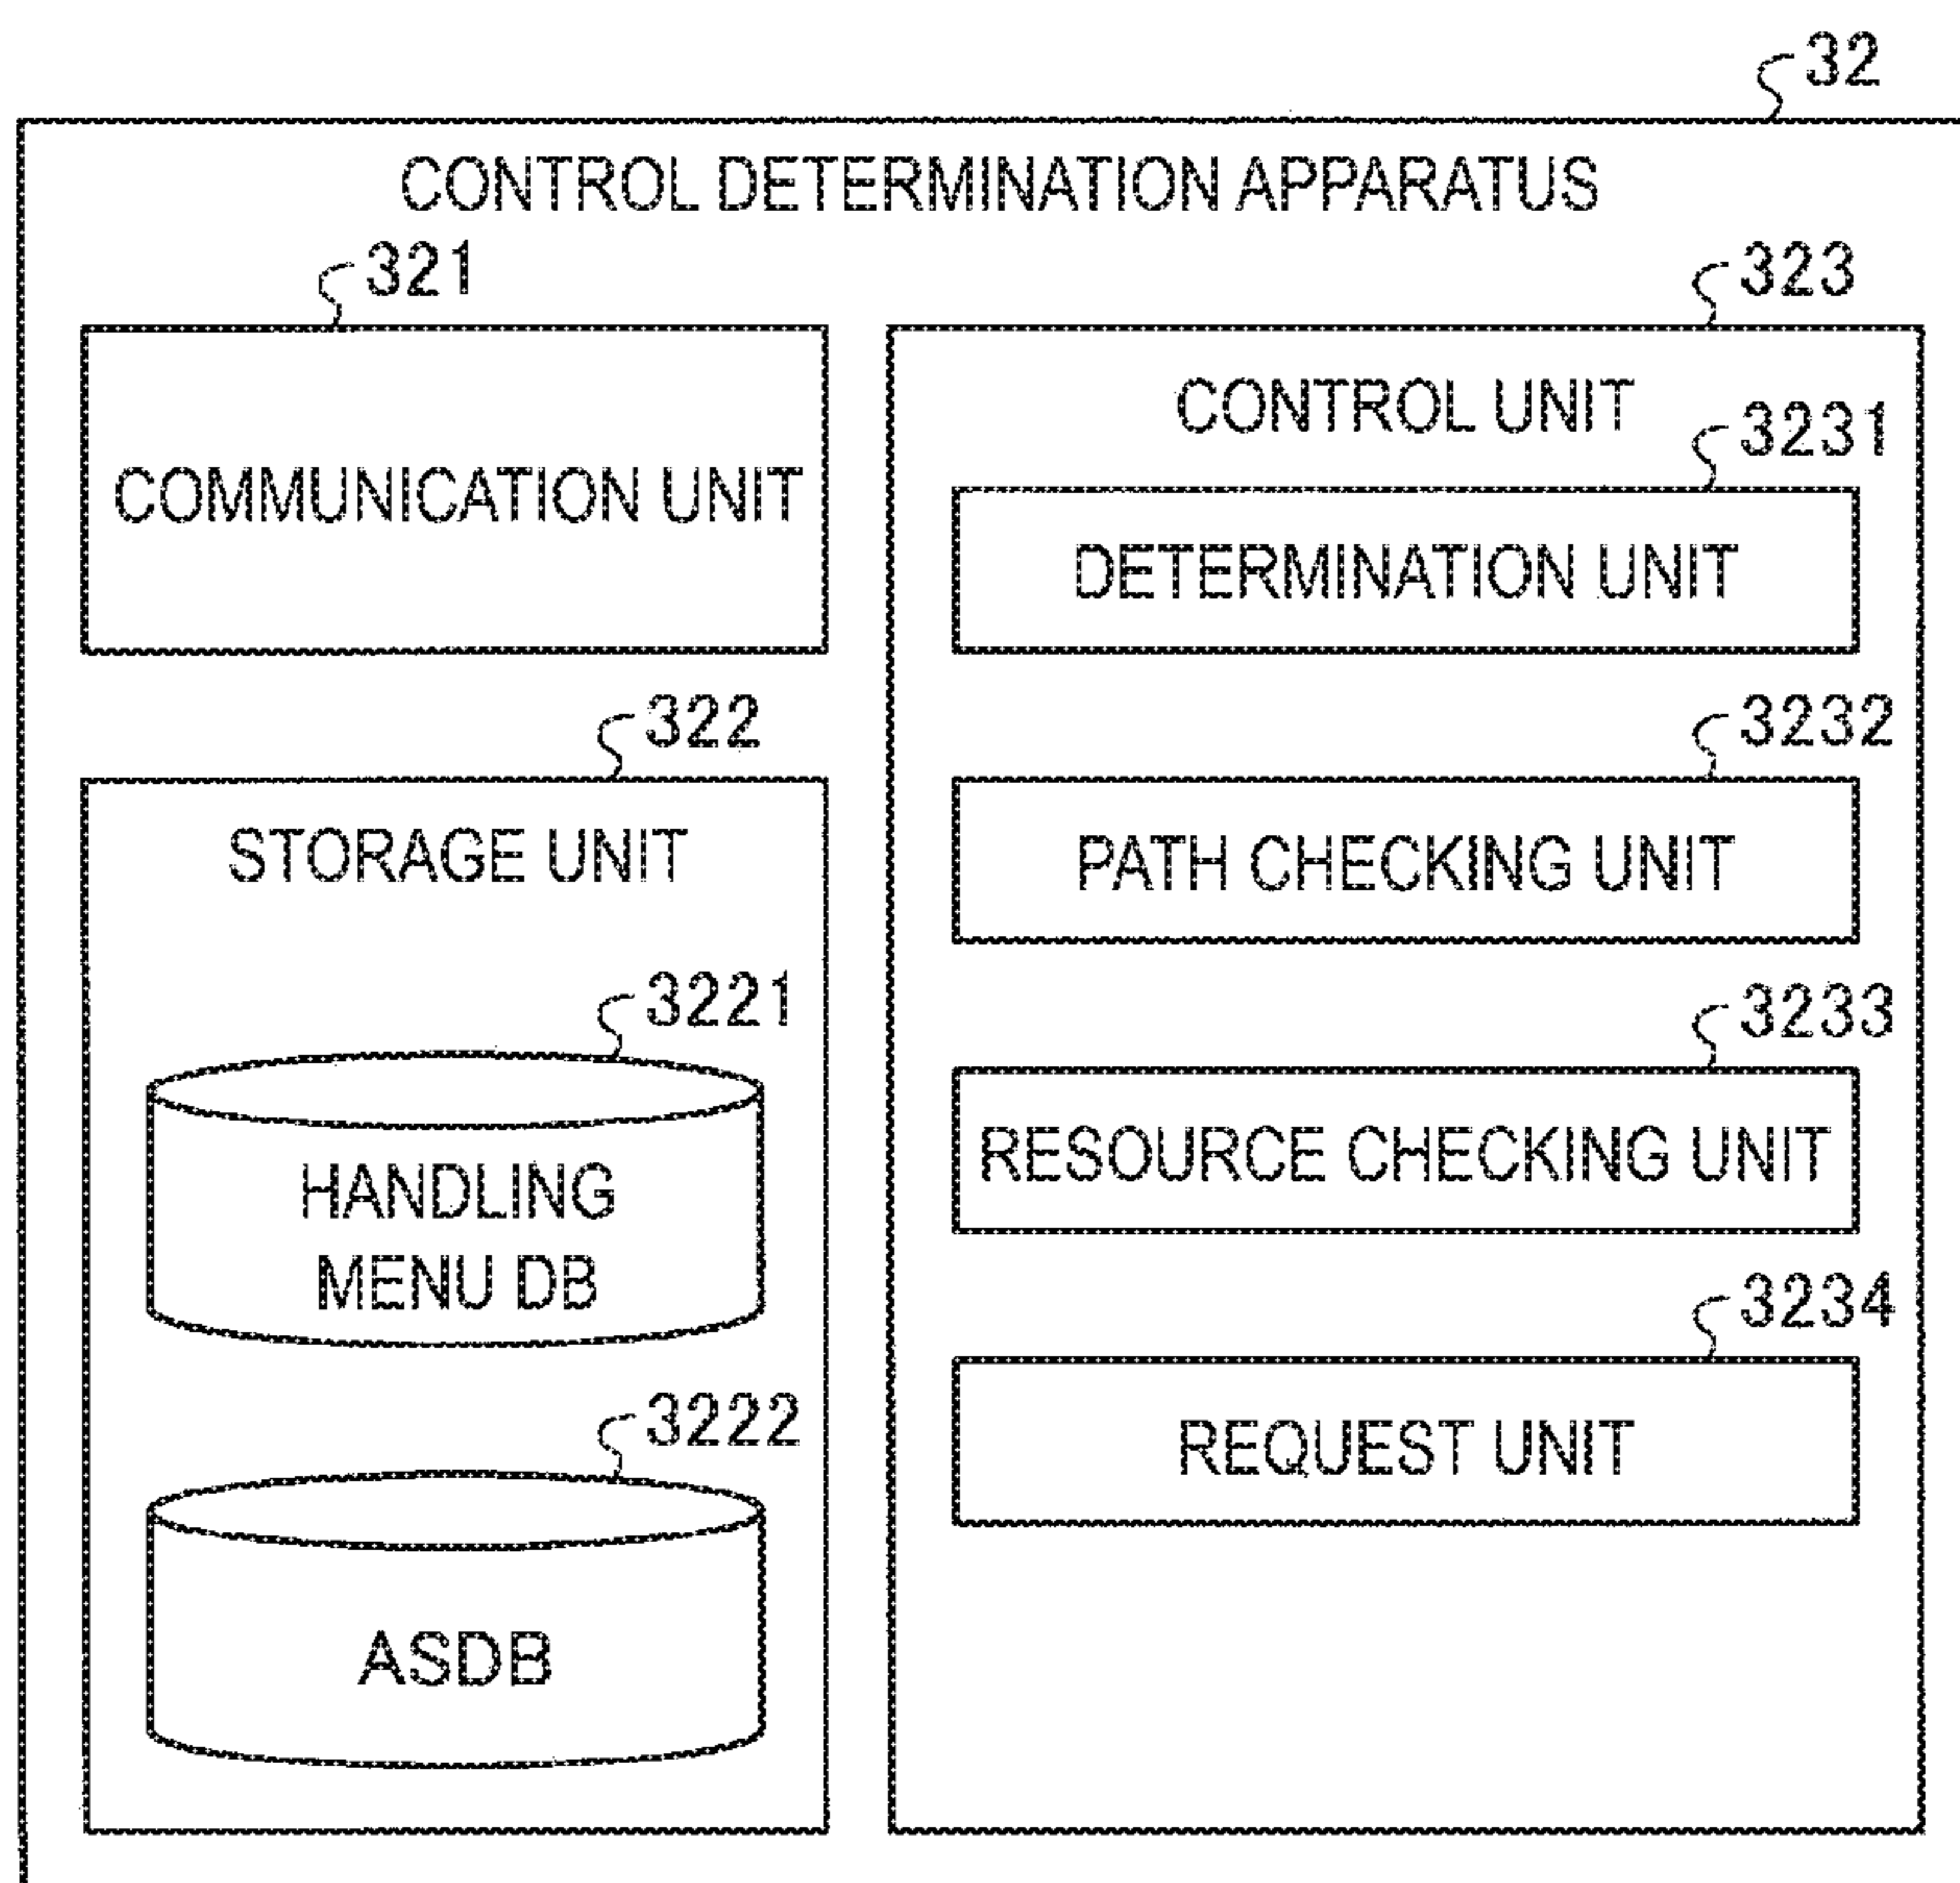 32
CONTROL DETERMINATION APPARATUS
321
COMMUNICATION UNIT
322
STORAGE UNIT
3221
HANDLING
MENU DB
3222
ASDB
323
CONTROL UNIT
3231
DETERMINATION UNIT
3232
PATH CHECKING UNIT
3233
RESOURCE CHECKING UNIT
3234
REQUEST UNIT